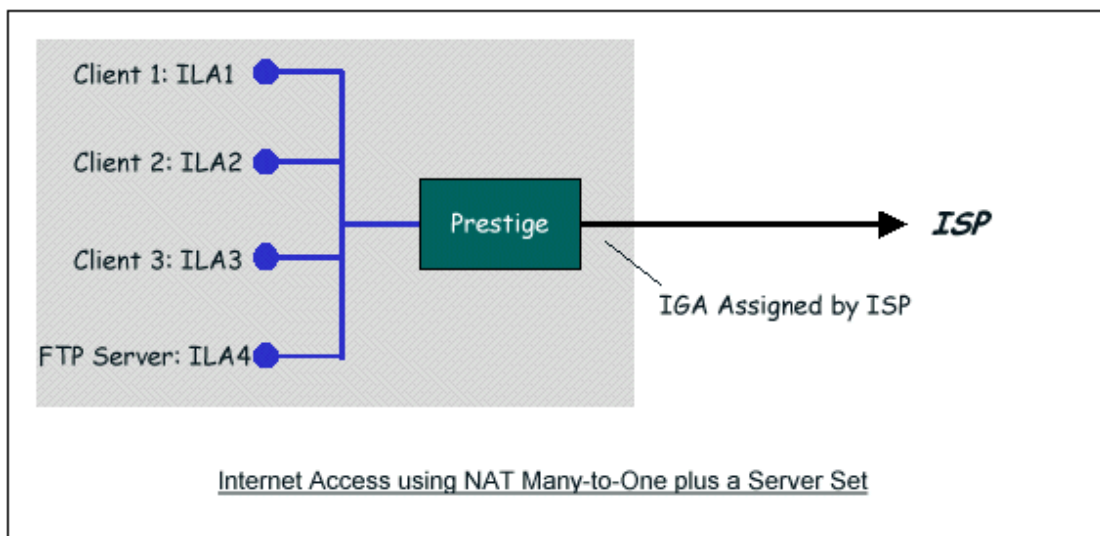 Client 1: ILA1
Client 2: ILA2
Prestige
ISP
Client 3: ILA3
IGA Assigned by ISP
FTP Server: ILA4
Internet Access using NAT Many-to-One plus a Server Set